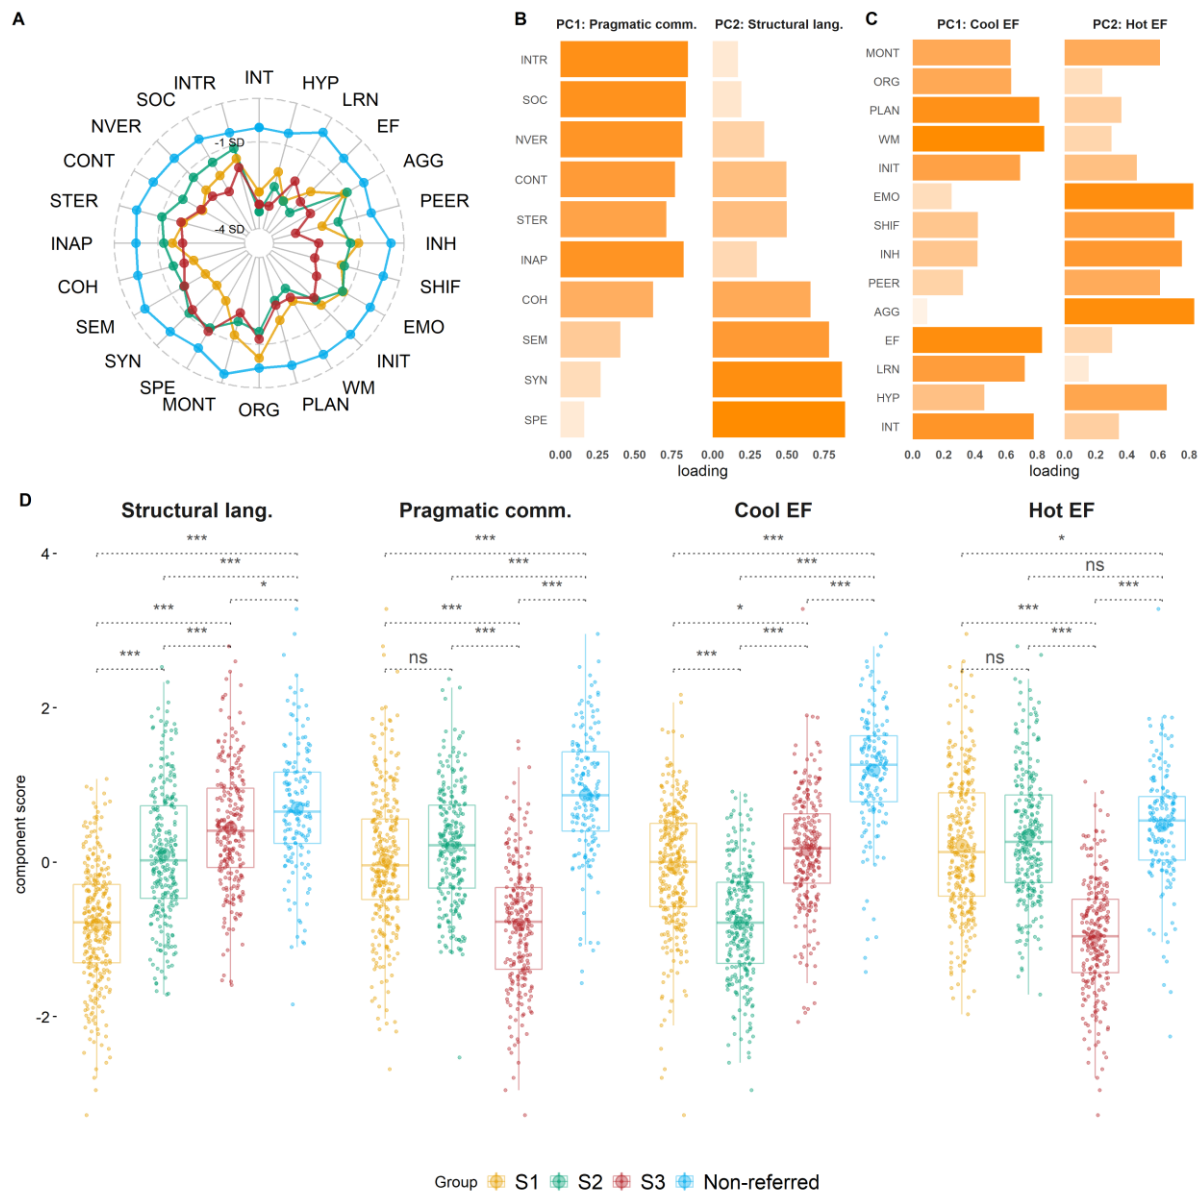 A
INT
HYP
LRN
EF
AGG
PEER
INH
SHIF
EMO
INIT
WM
PLAN
ORG
MONT
SPE
SYN
SEM
COH
INAP
STER
CONT
NVER
SOC
INTR
-1 SD
-4 SD
B
PC1: Pragmatic comm.
PC2: Structural lang.
INTR
SOC
NVER
CONT
STER
INAP
COH
SEM
SYN
SPE
0.00 0.25 0.50 0.75 0.00 0.25 0.50 0.75
loading
C
PC1: Cool EF
PC2: Hot EF
MONT
ORG
PLAN
WM
INIT
EMO
SHIF
INH
PEER
AGG
EF
LRN
HYP
INT
0.0 0.2 0.4 0.6 0.8 0.0 0.2 0.4 0.6 0.8
loading
D
Structural lang.
Pragmatic comm.
Cool EF
Hot EF
component score
4
2
0
-2
***
***
*
***
***
***
***
***
***
***
***
ns
***
***
***
*
***
***
*
ns
***
***
***
ns
Group S1 S2 S3 Non-referred